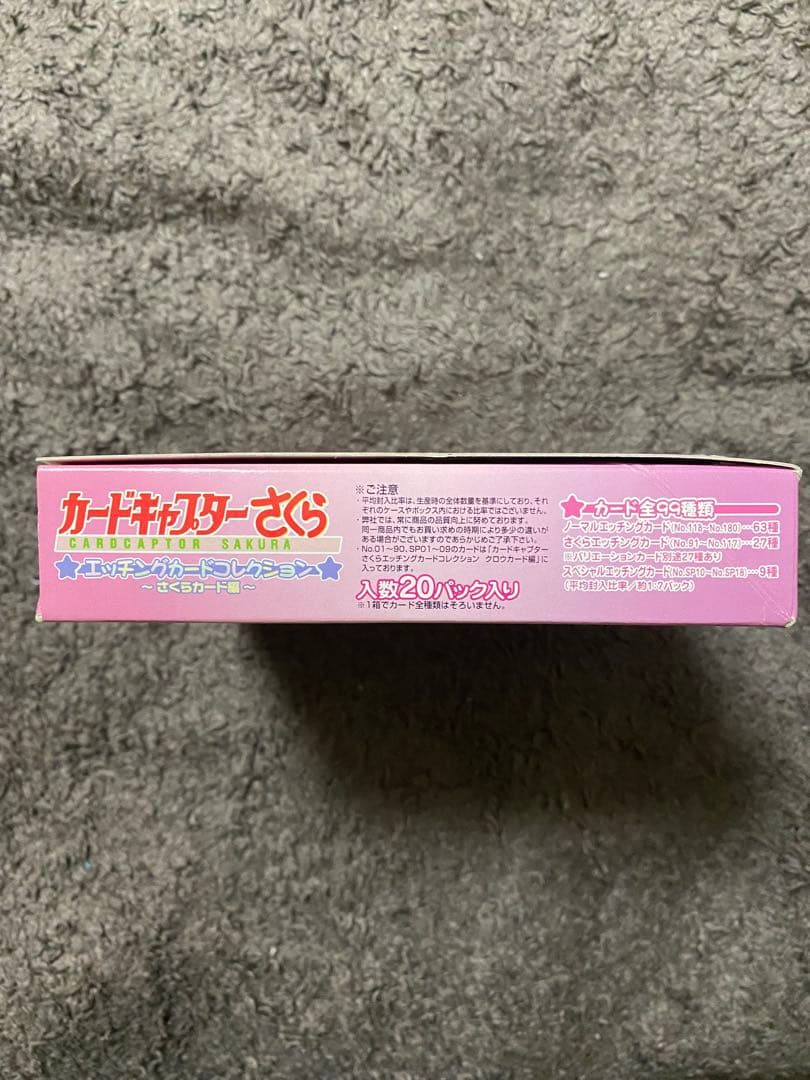 カードキャプターさくら
CARDCAPTOR SAKURA
エッチングカードコレクション
～さくらカード編～
※ご注意
・平均封入比率は、生産時の全体数量を基準にしており、それ
ぞれのケースやボックス内における比率ではございません。
・弊社では、常に商品の品質向上に努めております。
同一商品内でもお買い求めの時期により多少の違いが
ある場合がございますのであらかじめご了承下さい。
・No.01～90、SP01～09のカードは「カードキャプター
さくらエッチングカードコレクション クロウカード編」に
入っております。
入数20パック入り
※1箱でカード全種類はそろいません。
カード全99種類
ノーマルエッチングカード(No.118～No.180)…63種
さくらエッチングカード(No.91～No.117)…27種
※バリエーションカード別途27種あり
スペシャルエッチングカード(No.SP10～No.SP18)…9種
(平均封入比率／約1:2パック)